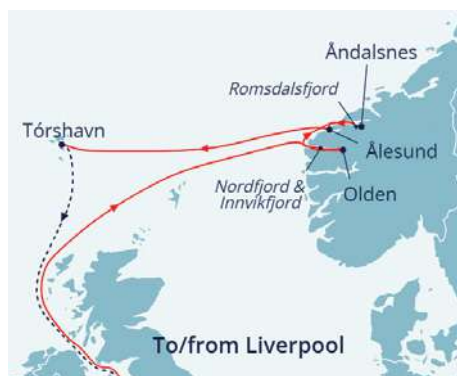 Åndalsnes
Romsdalsfjord
Tórshavn
Ålesund
Nordfjord &
Innvikfjord
Olden
To/from Liverpool